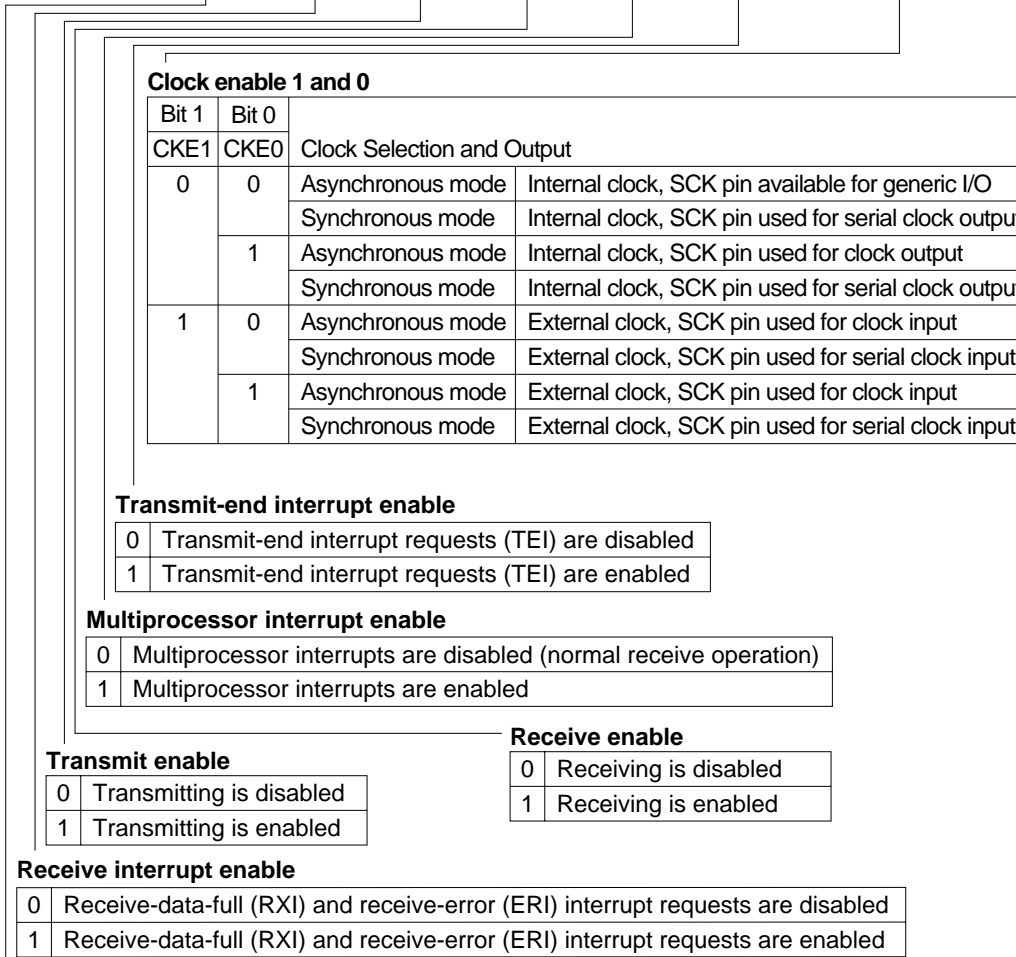 Clock enable 1 and 0
Bit 1 Bit 0
CKE1 CKE0 Clock Selection and Output
0 0 Asynchronous mode Internal clock, SCK pin available for generic I/O
Synchronous mode Internal clock, SCK pin used for serial clock outpu
1 Asynchronous mode Internal clock, SCK pin used for clock output
Synchronous mode Internal clock, SCK pin used for serial clock outpu
1 0 Asynchronous mode External clock, SCK pin used for clock input
Synchronous mode External clock, SCK pin used for serial clock input
1 Asynchronous mode External clock, SCK pin used for clock input
Synchronous mode External clock, SCK pin used for serial clock input
Transmit-end interrupt enable
0 Transmit-end interrupt requests (TEI) are disabled
1 Transmit-end interrupt requests (TEI) are enabled
Multiprocessor interrupt enable
0 Multiprocessor interrupts are disabled (normal receive operation)
1 Multiprocessor interrupts are enabled
Receive enable
0 Receiving is disabled
1 Receiving is enabled
Transmit enable
0 Transmitting is disabled
1 Transmitting is enabled
Receive interrupt enable
0 Receive-data-full (RXI) and receive-error (ERI) interrupt requests are disabled
1 Receive-data-full (RXI) and receive-error (ERI) interrupt requests are enabled